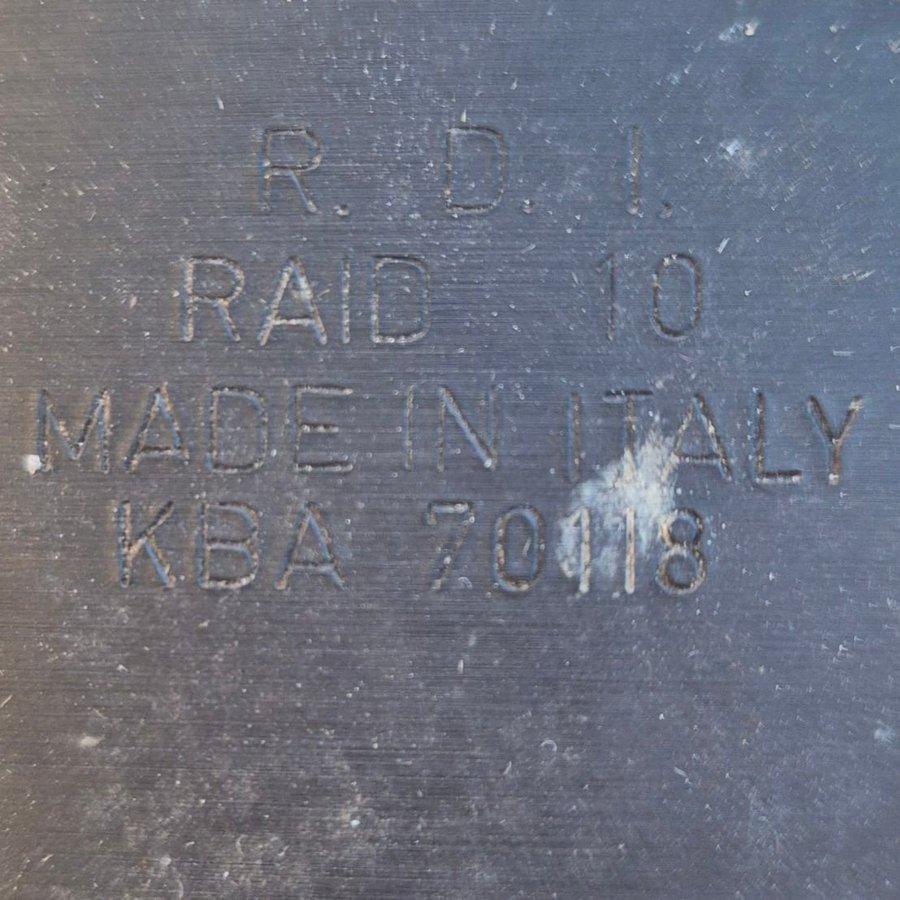 R. D. I.
RAID 10
MADE IN ITALY
KBA 70118